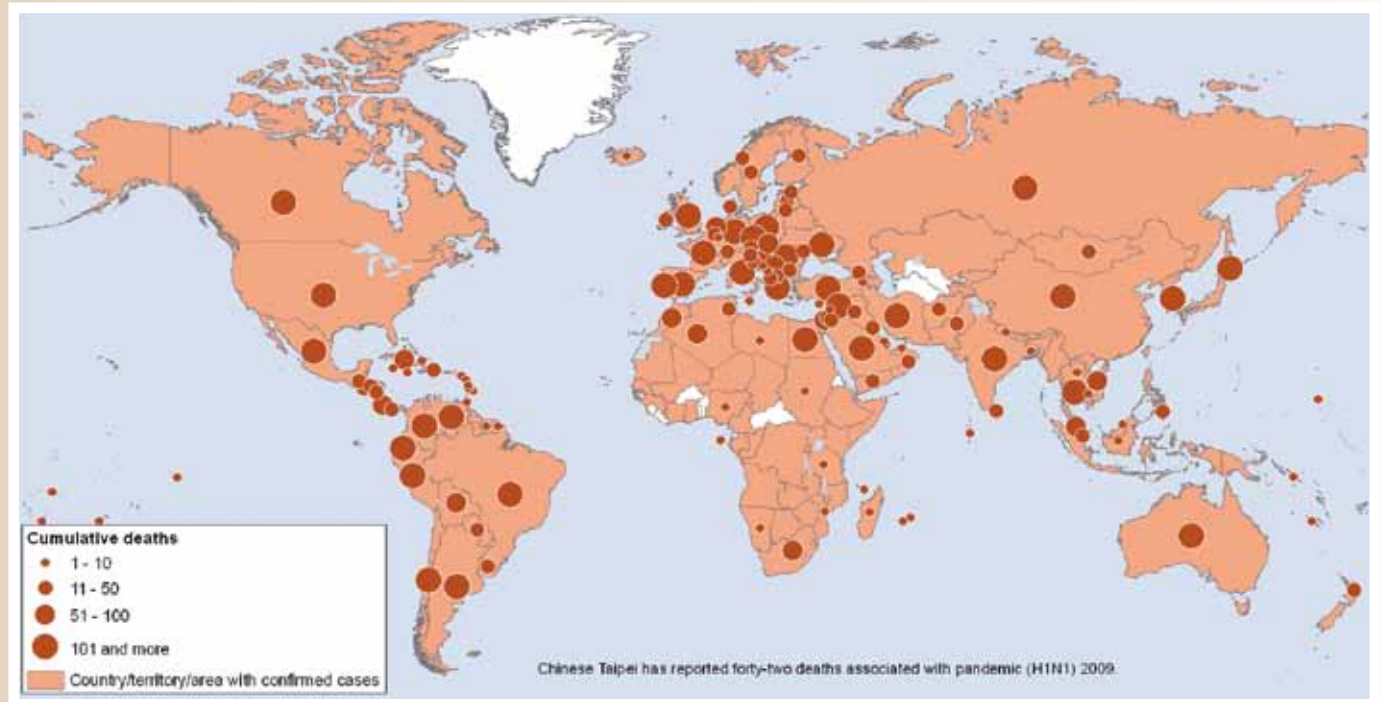 Cumulative deaths
1 - 10
11 - 50
51 - 100
101 and more
Country/territory/area with confirmed cases
Chinese Taipei has reported forty-two deaths associated with pandemic (H1N1) 2009.